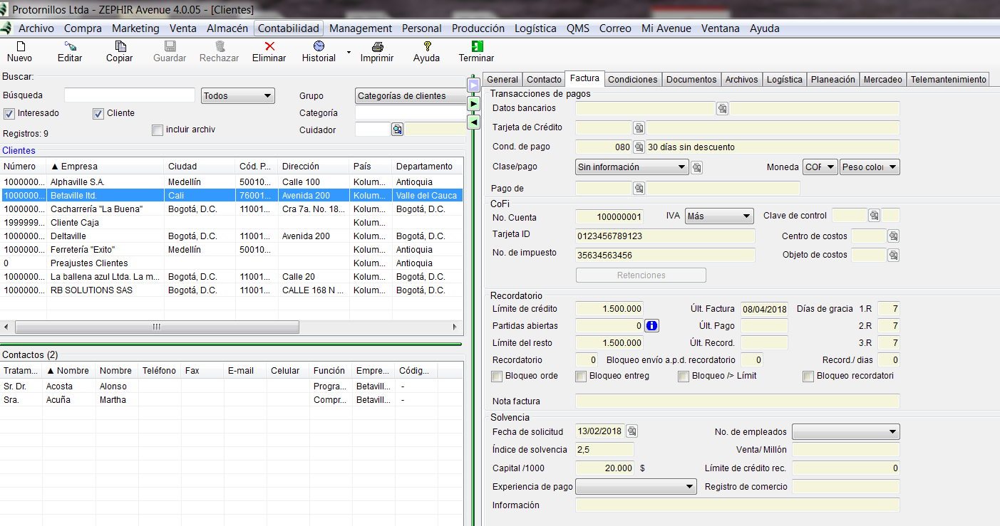 Protornillos Ltda - ZEPHIR Avenue 4.0.05 - [Clientes]
Archivo Compra Marketing Venta Almacén Contabilidad Management Personal Producción Logística QMS Correo Mi Avenue Ventana Ayuda
Nuevo Editar Copiar Guardar Rechazar Eliminar Historial Imprimir Ayuda Terminar
Buscar:
Búsqueda Todos Grupo Categorías de clientes
Interesado Cliente Categoría
Registros: 9 incluir archiv Cuidador
Clientes
Número ▲ Empresa Ciudad Cód. P... Dirección País Departamento
1000000... Alphaville S.A. Medellín 50010... Calle 100 Kolum... Antioquia
1000000... Betaville ltd. Cali 76001... Avenida 200 Kolum... Valle del Cauca
1000000... Cacharrería "La Buena" Bogotá, D.C. 11001... Cra 7a. No. 18... Kolum... Bogotá, D.C.
1999999... Cliente Caja Kolum...
1000000... Deltaville Bogotá, D.C. 11001... Avenida 200 Kolum... Bogotá, D.C.
1000000... Ferretería "Exito" Medellín 50010... Kolum... Antioquia
0 Preajustes Clientes Kolum... Antioquia
1000000... La ballena azul Ltda. La m... Bogotá, D.C. 11001... Calle 20 Kolum... Bogotá, D.C.
1000000... RB SOLUTIONS SAS Bogotá, D.C. 11001... CALLE 168 N ... Kolum... Bogotá, D.C.
Contactos (2)
Tratam... ▲ Nombre Nombre Teléfono Fax E-mail Celular Función Empre... Códig...
Sr. Dr. Acosta Alonso Progra... Betavill... -
Sra. Acuña Martha Compr... Betavill... -
General Contacto Factura Condiciones Documentos Archivos Logística Planeación Mercadeo Telemantenimiento
Transacciones de pagos
Datos bancarios
Tarjeta de Crédito
Cond. de pago 080 30 días sin descuento
Clase/pago Sin información Moneda COF Peso color
Pago de
CoFi
No. Cuenta 100000001 IVA Más Clave de control
Tarjeta ID 0123456789123 Centro de costos
No. de impuesto 35634563456 Objeto de costos
Retenciones
Recordatorio
Límite de crédito 1.500.000 Últ. Factura 08/04/2018 Días de gracia 1.R 7
Partidas abiertas 0 Últ. Pago 2.R 7
Límite del resto 1.500.000 Últ. Record. 3.R 7
Recordatorio 0 Bloqueo envío a.p.d. recordatorio 0 Record./ dias 0
Bloqueo orde Bloqueo entreg Bloqueo /> Límit Bloqueo recordatori
Nota factura
Solvencia
Fecha de solicitud 13/02/2018 No. de empleados
Índice de solvencia 2,5 Venta/ Millón
Capital /1000 20.000 $ Límite de crédito rec. 0
Experiencia de pago Registro de comercio
Información